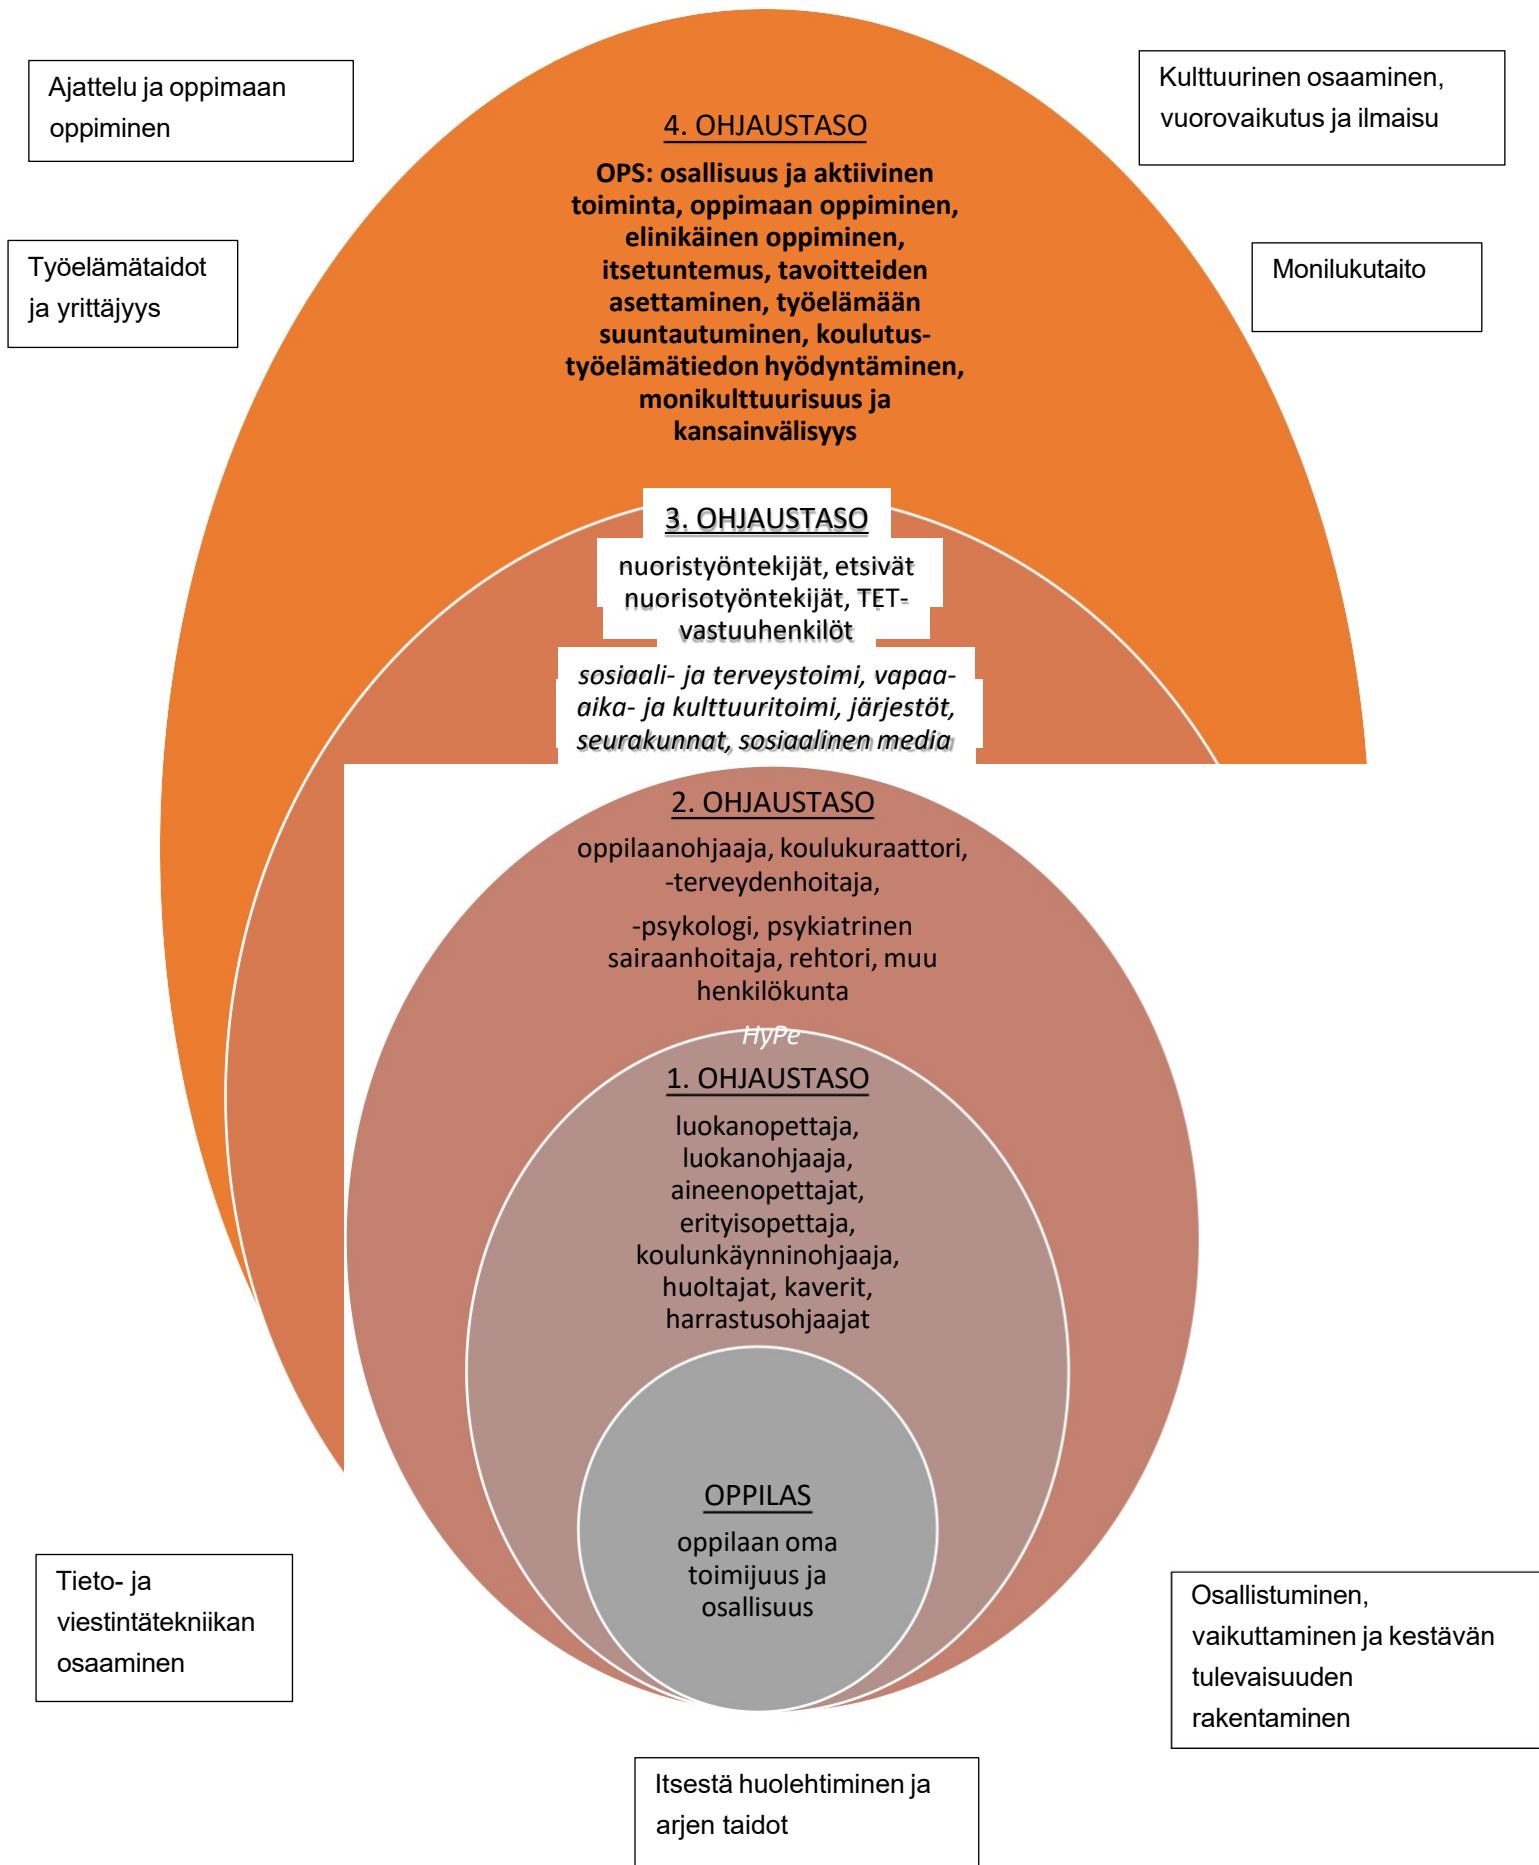 Ajattelu ja oppimaan
oppiminen
Kulttuurinen osaaminen,
vuorovaikutus ja ilmaisu
4. OHJAUSTASO
OPS: osallisuus ja aktiivinen
toiminta, oppimaan oppiminen,
elinikäinen oppiminen,
itsetuntemus, tavoitteiden
asettaminen, työelämään
suuntautuminen, koulutus-
työelämätiedon hyödyntäminen,
monikulttuurisuus ja
kansainvälisyys
Työelämätaidot
ja yrittäjyys
Monilukutaito
3. OHJAUSTASO
nuoristyöntekijät, etsivät
nuorisotyöntekijät, TET-
vastuuhenkilöt
sosiaali- ja terveystoimi, vapaa-
aika- ja kulttuuritoimi, järjestöt,
seurakunnat, sosiaalinen media
2. OHJAUSTASO
oppilaanohjaaja, koulukuraattori,
-terveydenhoitaja,
-psykologi, psykiatrinen
sairaanhoitaja, rehtori, muu
henkilökunta
HyPe
1. OHJAUSTASO
luokanopettaja,
luokanohjaaja,
aineenopettajat,
erityisopettaja,
koulunkäynninohjaaja,
huoltajat, kaverit,
harrastusohjaajat
OPPILAS
oppilaan oma
toimijuus ja
osallisuus
Tieto- ja
viestintätekniikan
osaaminen
Osallistuminen,
vaikuttaminen ja kestävän
tulevaisuuden
rakentaminen
Itsestä huolehtiminen ja
arjen taidot